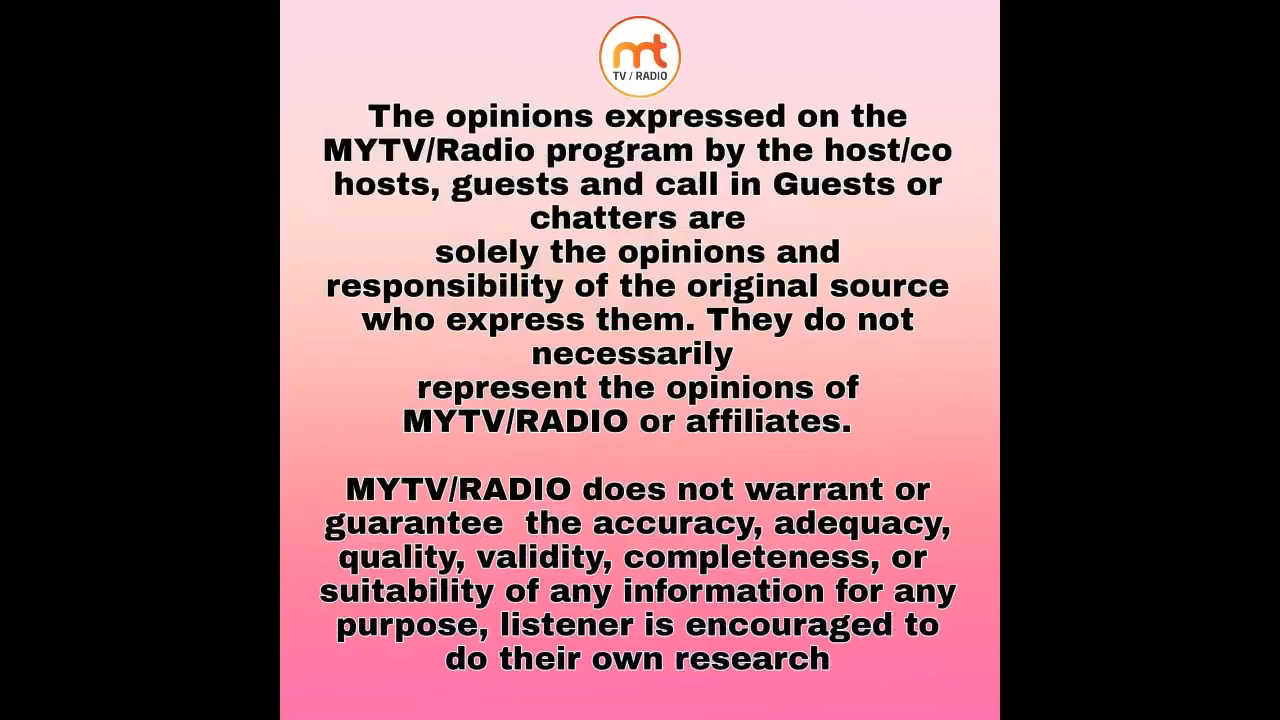 mt
TV / RADIO
The opinions expressed on the
MYTV/Radio program by the host/co
hosts, guests and call in Guests or
chatters are
solely the opinions and
responsibility of the original source
who express them. They do not
necessarily
represent the opinions of
MYTV/RADIO or affiliates.
MYTV/RADIO does not warrant or
guarantee  the accuracy, adequacy,
quality, validity, completeness, or
suitability of any information for any
purpose, listener is encouraged to
do their own research